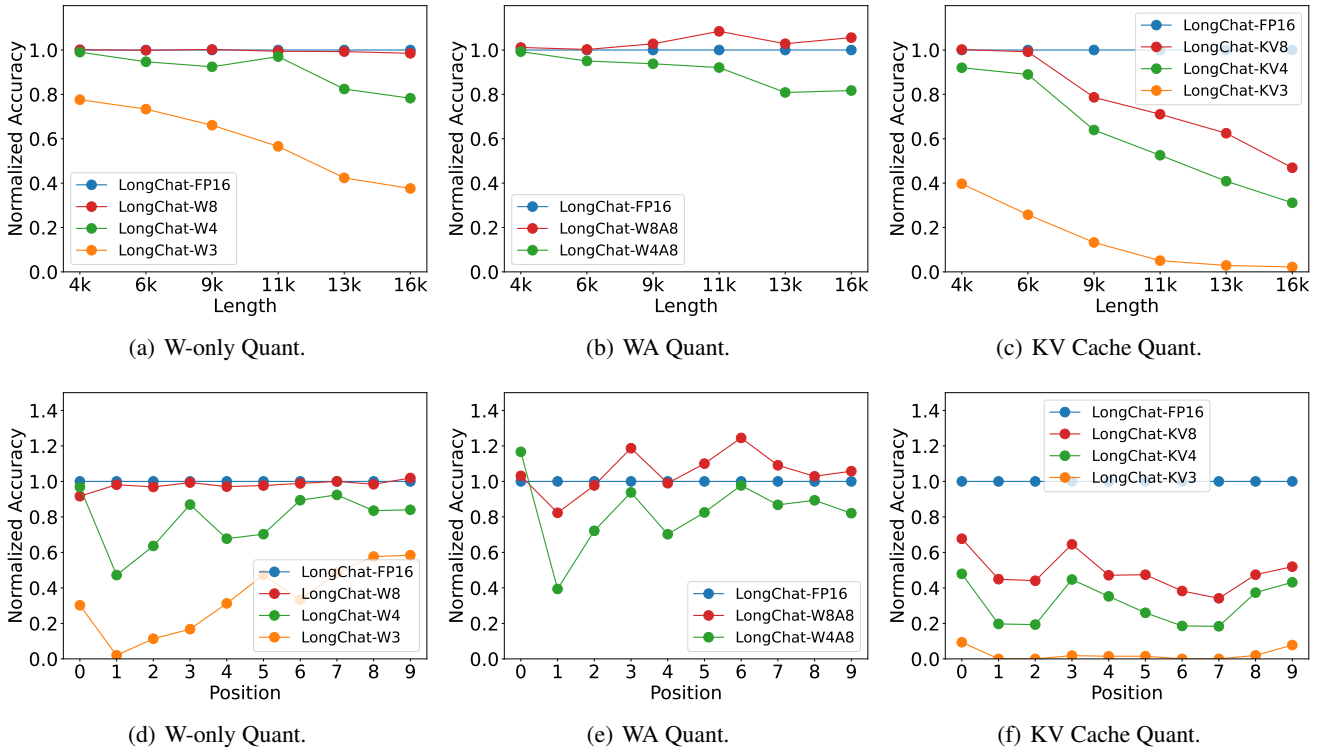 1.0
0.8
0.6
0.4
0.2
0.0
Normalized Accuracy
LongChat-FP16
LongChat-W8
LongChat-W4
LongChat-W3
4k 6k 9k 11k 13k 16k
Length
(a) W-only Quant.
1.0
0.8
0.6
0.4
0.2
0.0
Normalized Accuracy
LongChat-FP16
LongChat-W8A8
LongChat-W4A8
4k 6k 9k 11k 13k 16k
Length
(b) WA Quant.
1.0
0.8
0.6
0.4
0.2
0.0
Normalized Accuracy
LongChat-FP16
LongChat-KV8
LongChat-KV4
LongChat-KV3
4k 6k 9k 11k 13k 16k
Length
(c) KV Cache Quant.
1.4
1.2
1.0
0.8
0.6
0.4
0.2
0.0
Normalized Accuracy
LongChat-FP16
LongChat-W8
LongChat-W4
LongChat-W3
0 1 2 3 4 5 6 7 8 9
Position
(d) W-only Quant.
1.4
1.2
1.0
0.8
0.6
0.4
0.2
0.0
Normalized Accuracy
LongChat-FP16
LongChat-W8A8
LongChat-W4A8
0 1 2 3 4 5 6 7 8 9
Position
(e) WA Quant.
1.4
1.2
1.0
0.8
0.6
0.4
0.2
0.0
Normalized Accuracy
LongChat-FP16
LongChat-KV8
LongChat-KV4
LongChat-KV3
0 1 2 3 4 5 6 7 8 9
Position
(f) KV Cache Quant.